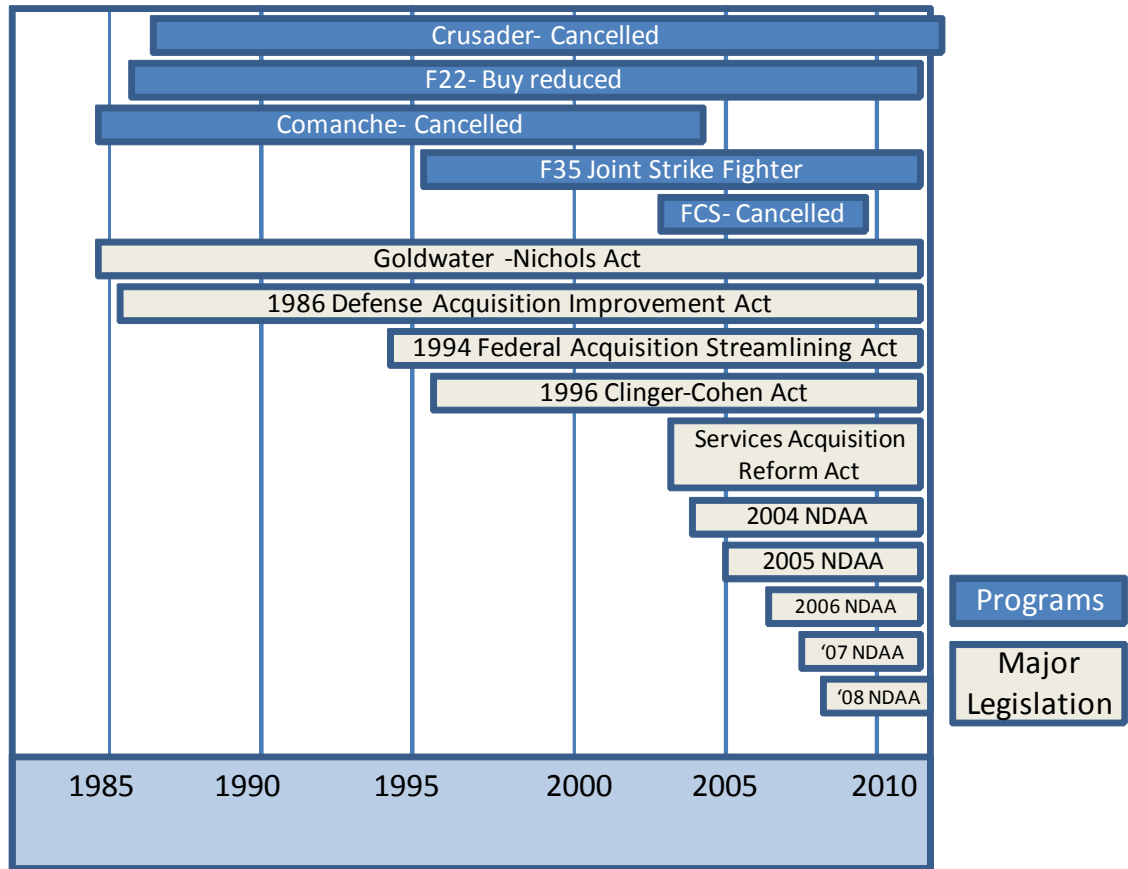 Crusader- Cancelled
F22- Buy reduced
Comanche- Cancelled
F35 Joint Strike Fighter
FCS- Cancelled
Goldwater -Nichols Act
1986 Defense Acquisition Improvement Act
1994 Federal Acquisition Streamlining Act
1996 Clinger-Cohen Act
Services Acquisition
Reform Act
2004 NDAA
2005 NDAA
2006 NDAA
‘07 NDAA
‘08 NDAA
Programs
Major
Legislation
1985 1990 1995 2000 2005 2010